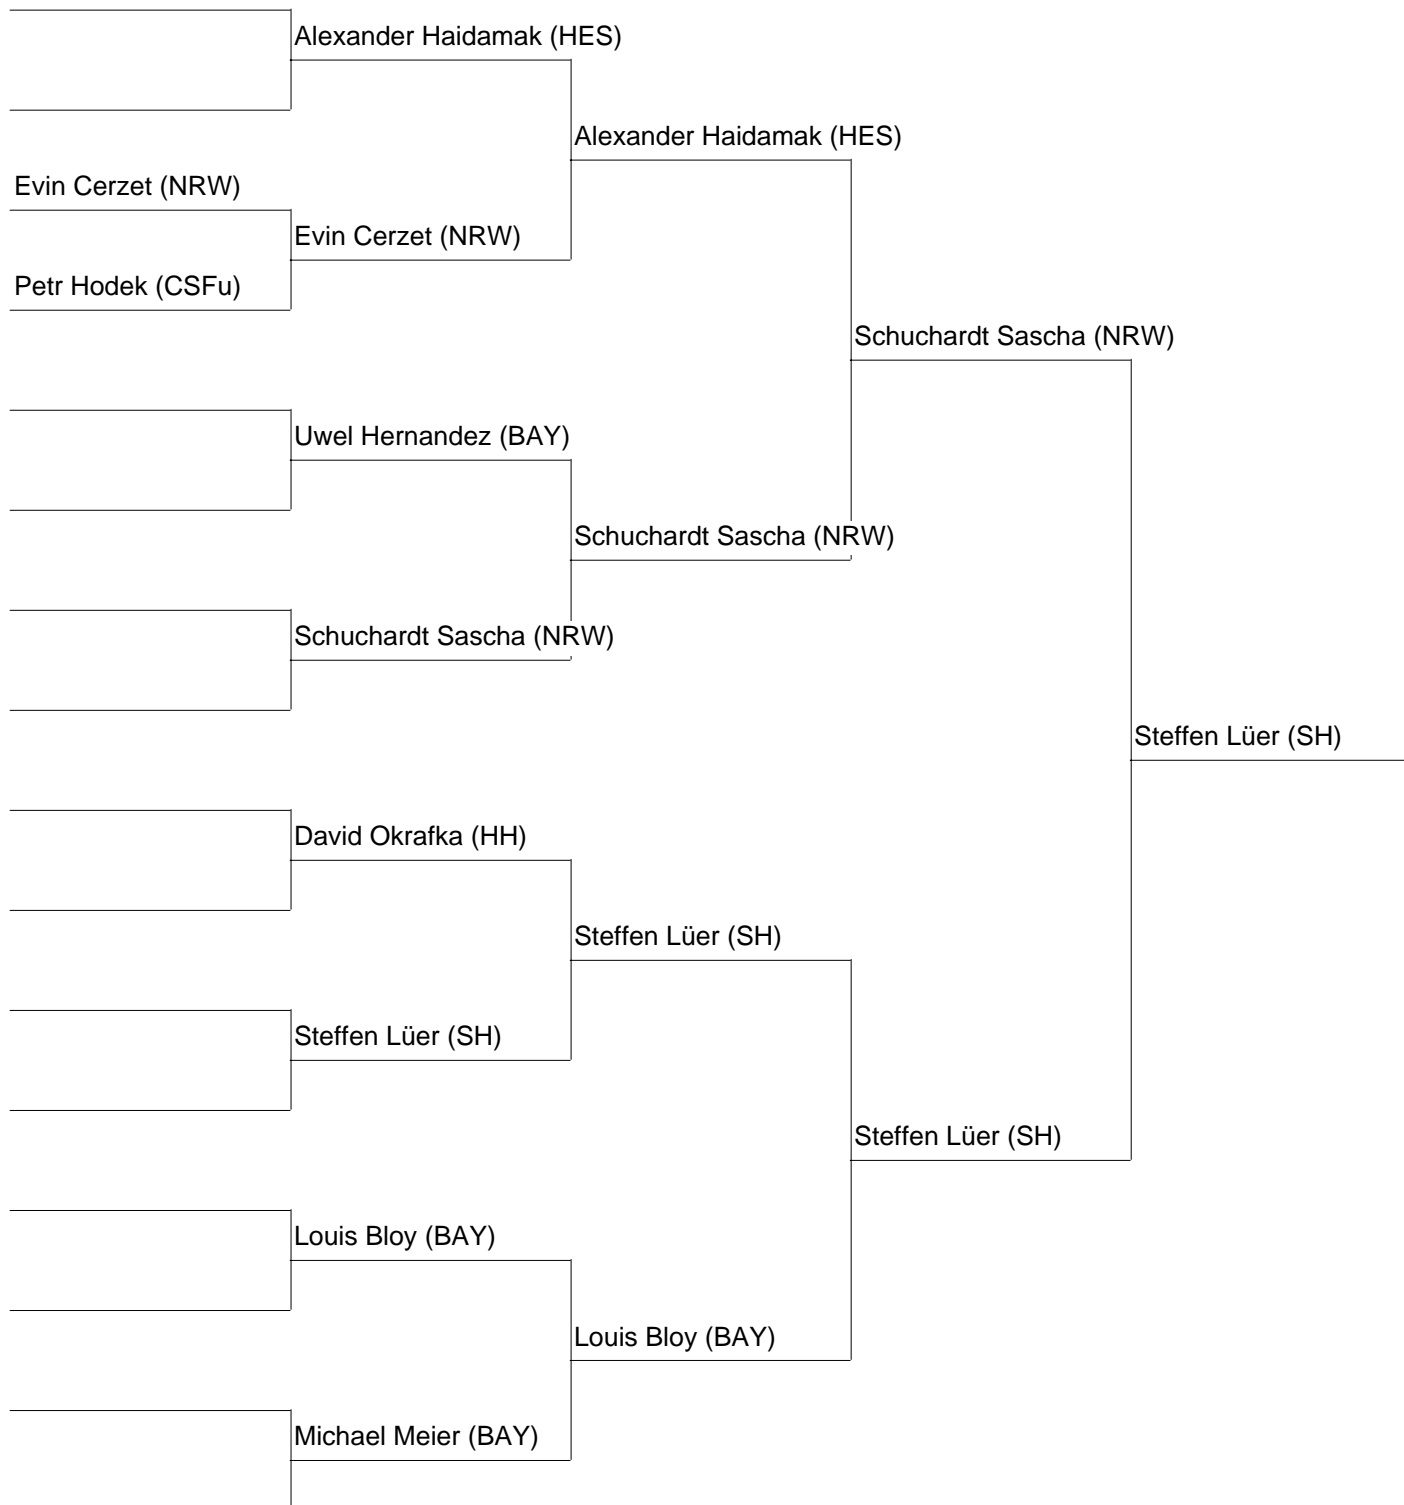 Alexander Haidamak (HES)
Alexander Haidamak (HES)
Evin Cerzet (NRW)
Evin Cerzet (NRW)
Petr Hodek (CSFu)
Schuchardt Sascha (NRW)
Uwel Hernandez (BAY)
Schuchardt Sascha (NRW)
Schuchardt Sascha (NRW)
Steffen Lüer (SH)
David Okrafka (HH)
Steffen Lüer (SH)
Steffen Lüer (SH)
Steffen Lüer (SH)
Louis Bloy (BAY)
Louis Bloy (BAY)
Michael Meier (BAY)